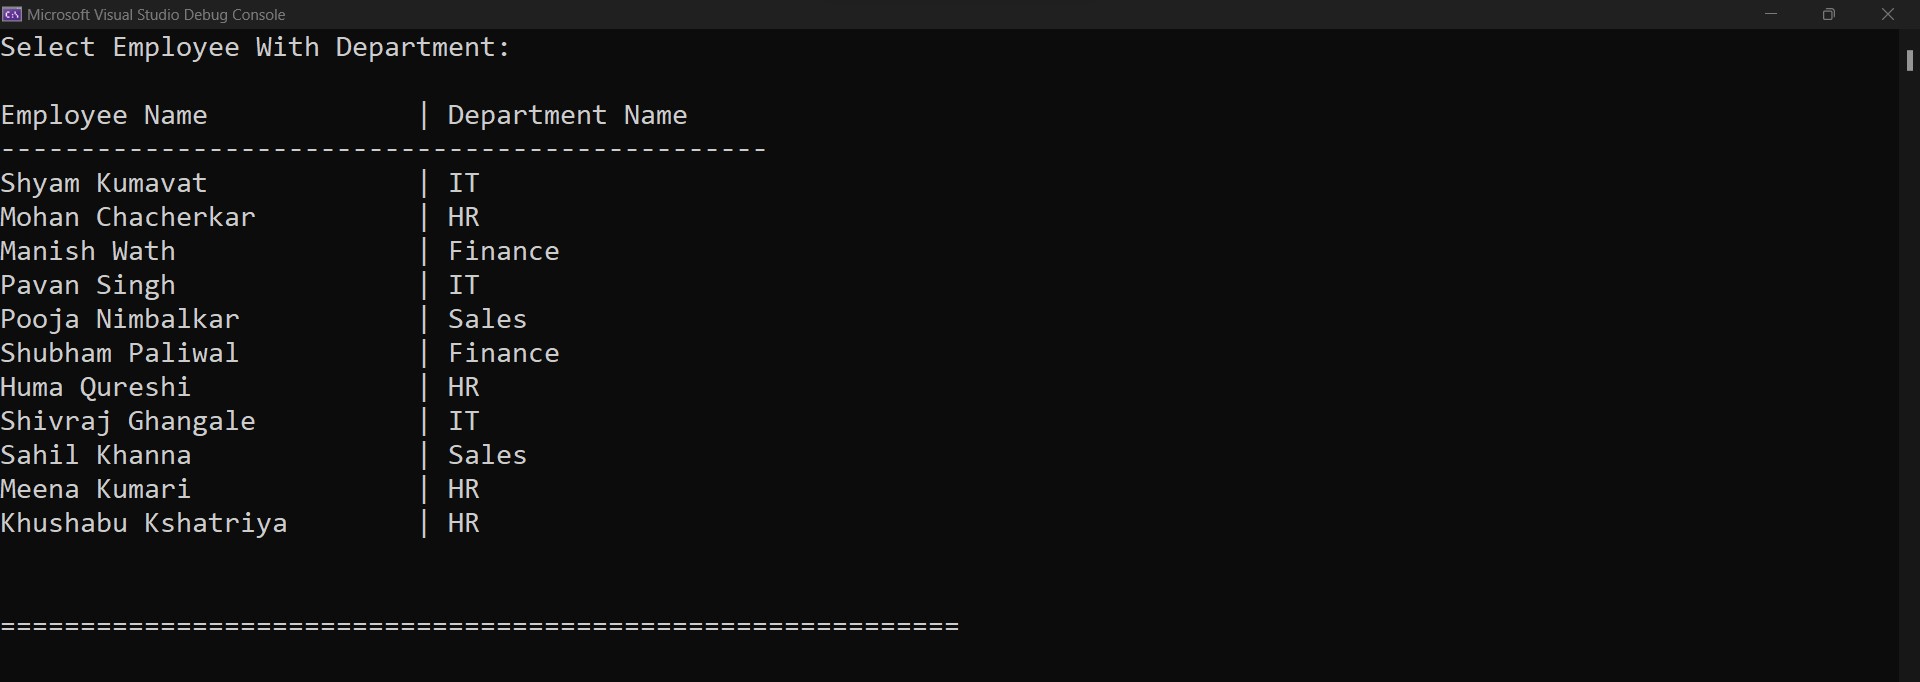 Microsoft Visual Studio Debug Console
Select Employee With Department:
Employee Name | Department Name
------------------------------------------------
Shyam Kumavat | IT
Mohan Chacherkar | HR
Manish Wath | Finance
Pavan Singh | IT
Pooja Nimbalkar | Sales
Shubham Paliwal | Finance
Huma Qureshi | HR
Shivraj Ghangale | IT
Sahil Khanna | Sales
Meena Kumari | HR
Khushabu Kshatriya | HR
============================================================